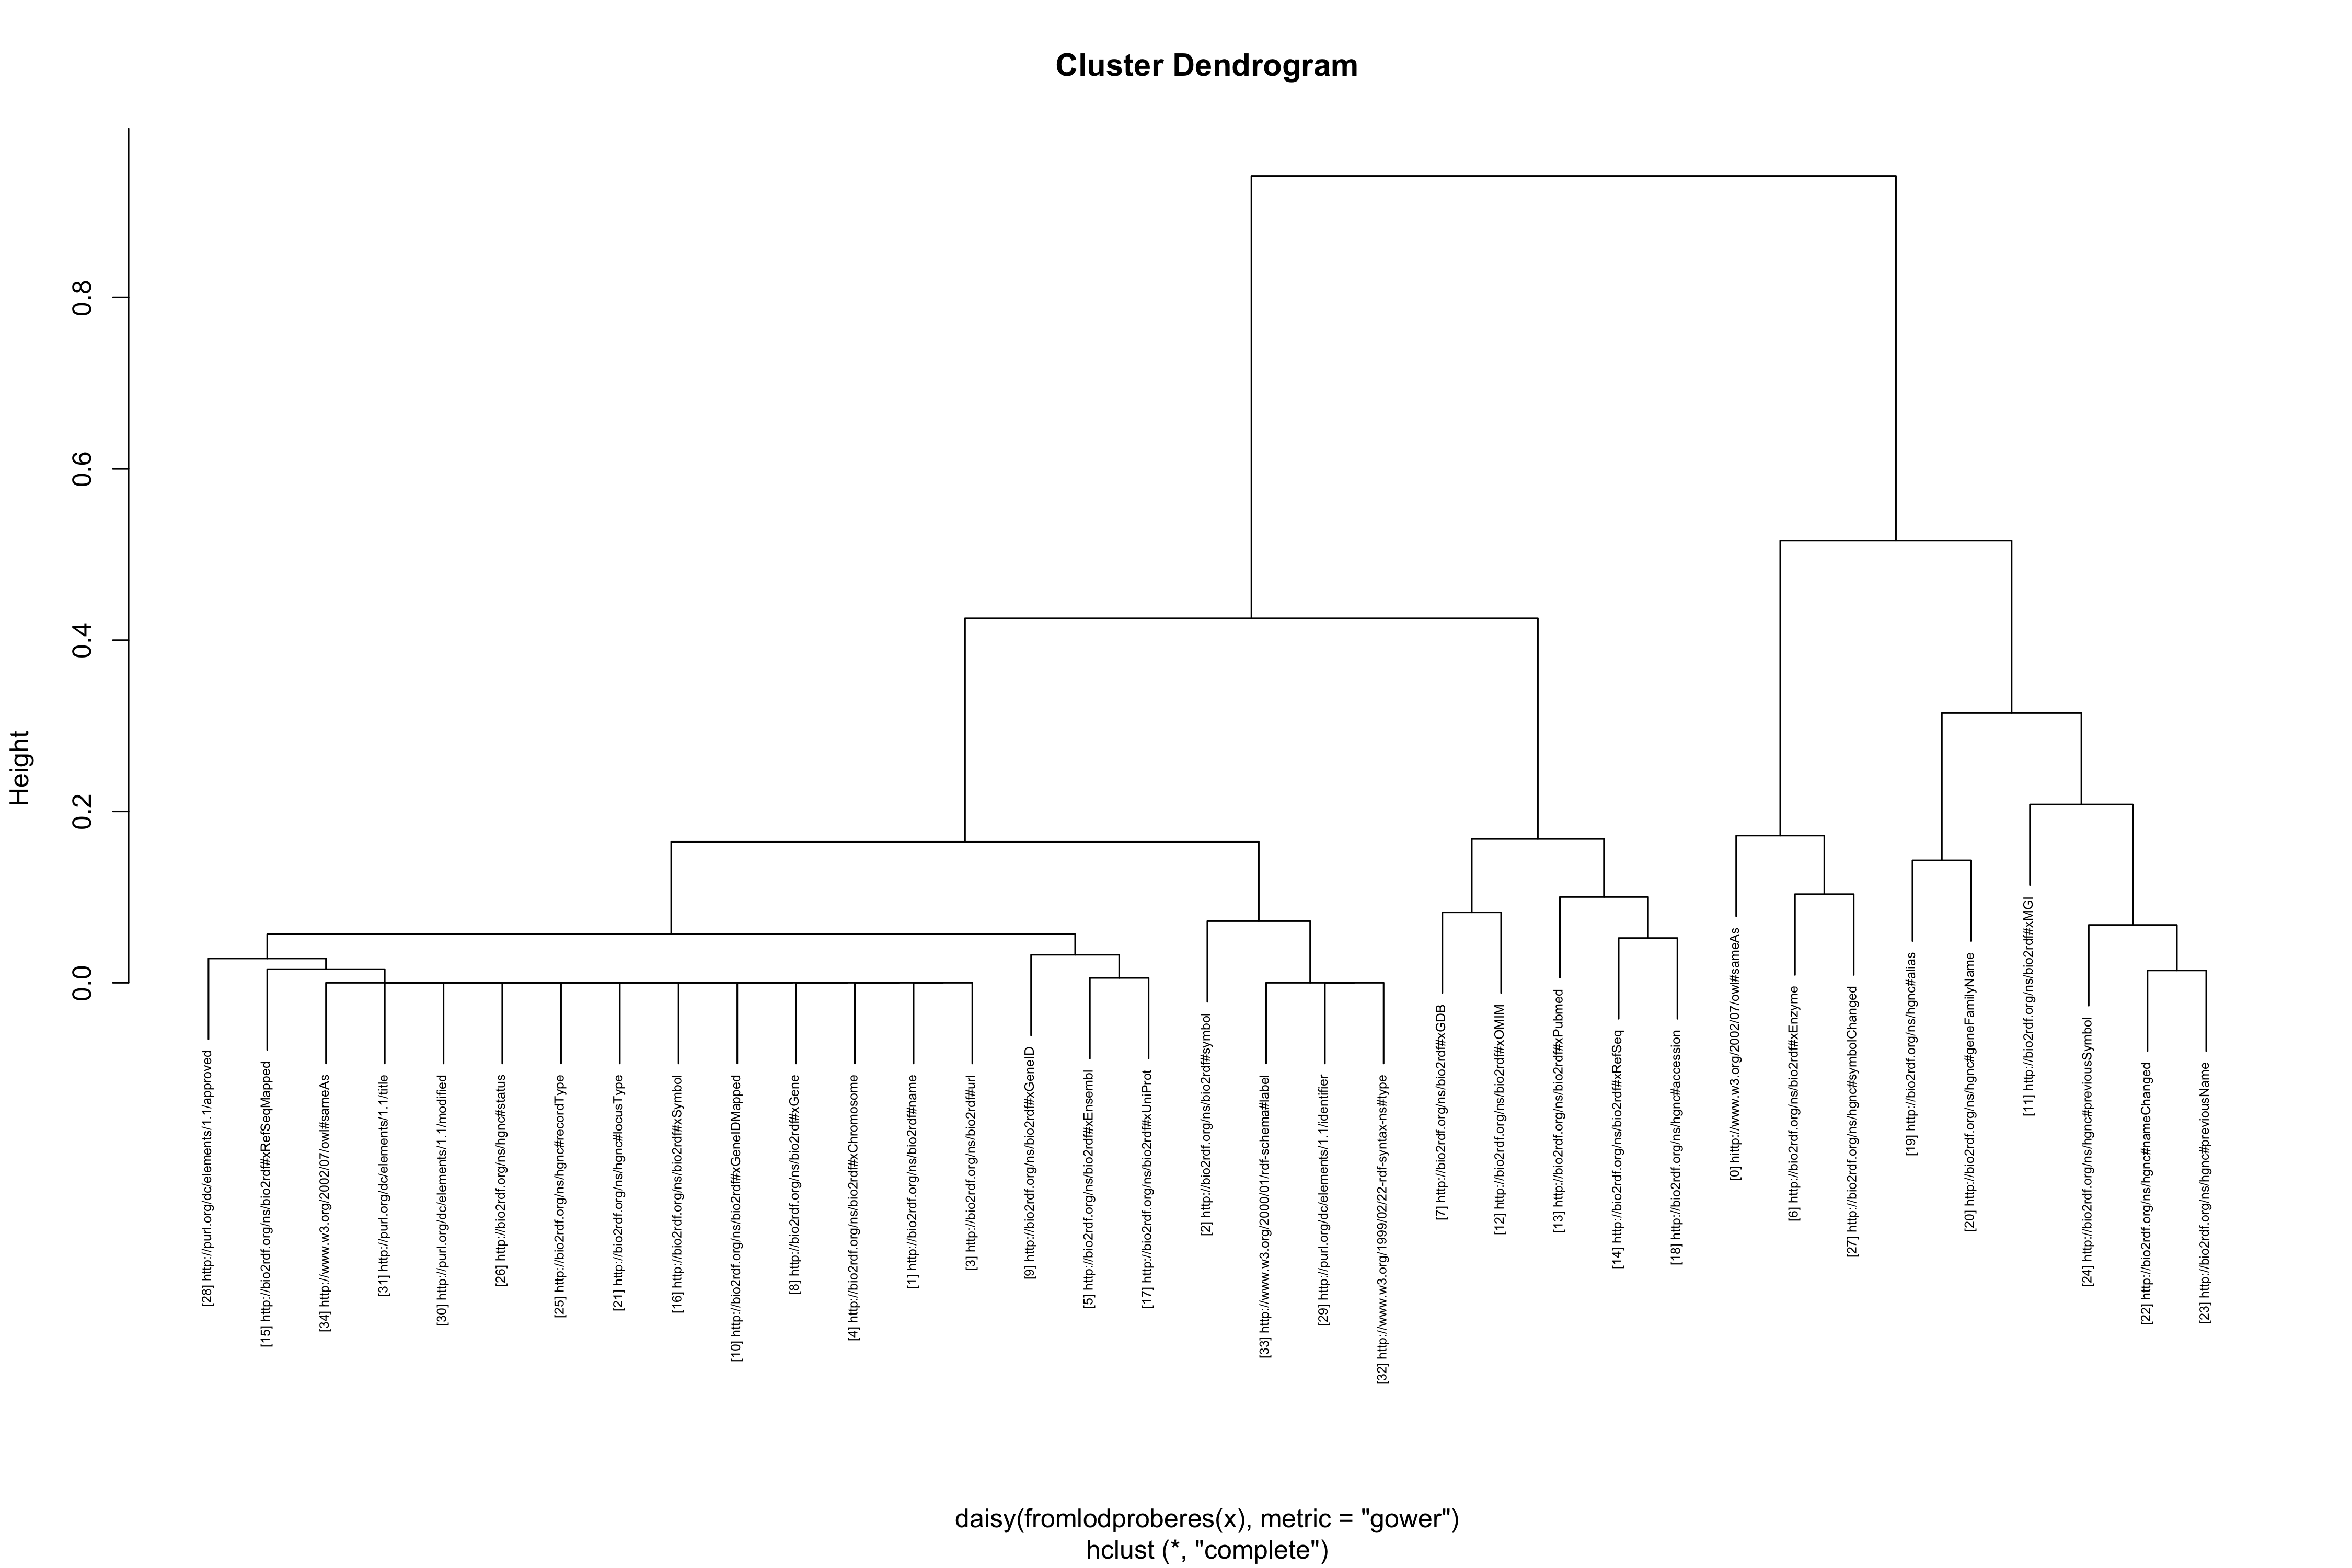 Cluster Dendrogram
Height
0.0
0.2
0.4
0.6
0.8
[28] http://purl.org/dc/elements/1.1/approved
[15] http://bio2rdf.org/ns/bio2rdf#xRefSeqMapped
[34] http://www.w3.org/2002/07/owl#sameAs
[31] http://purl.org/dc/elements/1.1/title
[30] http://purl.org/dc/elements/1.1/modified
[26] http://bio2rdf.org/ns/hgnc#status
[25] http://bio2rdf.org/ns/hgnc#recordType
[21] http://bio2rdf.org/ns/hgnc#locusType
[16] http://bio2rdf.org/ns/bio2rdf#xSymbol
[10] http://bio2rdf.org/ns/bio2rdf#xGeneIDMapped
[8] http://bio2rdf.org/ns/bio2rdf#xGene
[4] http://bio2rdf.org/ns/bio2rdf#xChromosome
[1] http://bio2rdf.org/ns/bio2rdf#name
[3] http://bio2rdf.org/ns/bio2rdf#url
[9] http://bio2rdf.org/ns/bio2rdf#xGeneID
[5] http://bio2rdf.org/ns/bio2rdf#xEnsembl
[17] http://bio2rdf.org/ns/bio2rdf#xUniProt
[2] http://bio2rdf.org/ns/bio2rdf#symbol
[33] http://www.w3.org/2000/01/rdf-schema#label
[29] http://purl.org/dc/elements/1.1/identifier
[32] http://www.w3.org/1999/02/22-rdf-syntax-ns#type
[7] http://bio2rdf.org/ns/bio2rdf#xGDB
[12] http://bio2rdf.org/ns/bio2rdf#xOMIM
[13] http://bio2rdf.org/ns/bio2rdf#xPubmed
[14] http://bio2rdf.org/ns/bio2rdf#xRefSeq
[18] http://bio2rdf.org/ns/hgnc#accession
[0] http://www.w3.org/2002/07/owl#sameAs
[6] http://bio2rdf.org/ns/bio2rdf#xEnzyme
[27] http://bio2rdf.org/ns/hgnc#symbolChanged
[19] http://bio2rdf.org/ns/hgnc#alias
[20] http://bio2rdf.org/ns/hgnc#geneFamilyName
[11] http://bio2rdf.org/ns/bio2rdf#xMGI
[24] http://bio2rdf.org/ns/hgnc#previousSymbol
[22] http://bio2rdf.org/ns/hgnc#nameChanged
[23] http://bio2rdf.org/ns/hgnc#previousName
daisy(fromlodproberes(x), metric = "gower")
hclust (*, "complete")